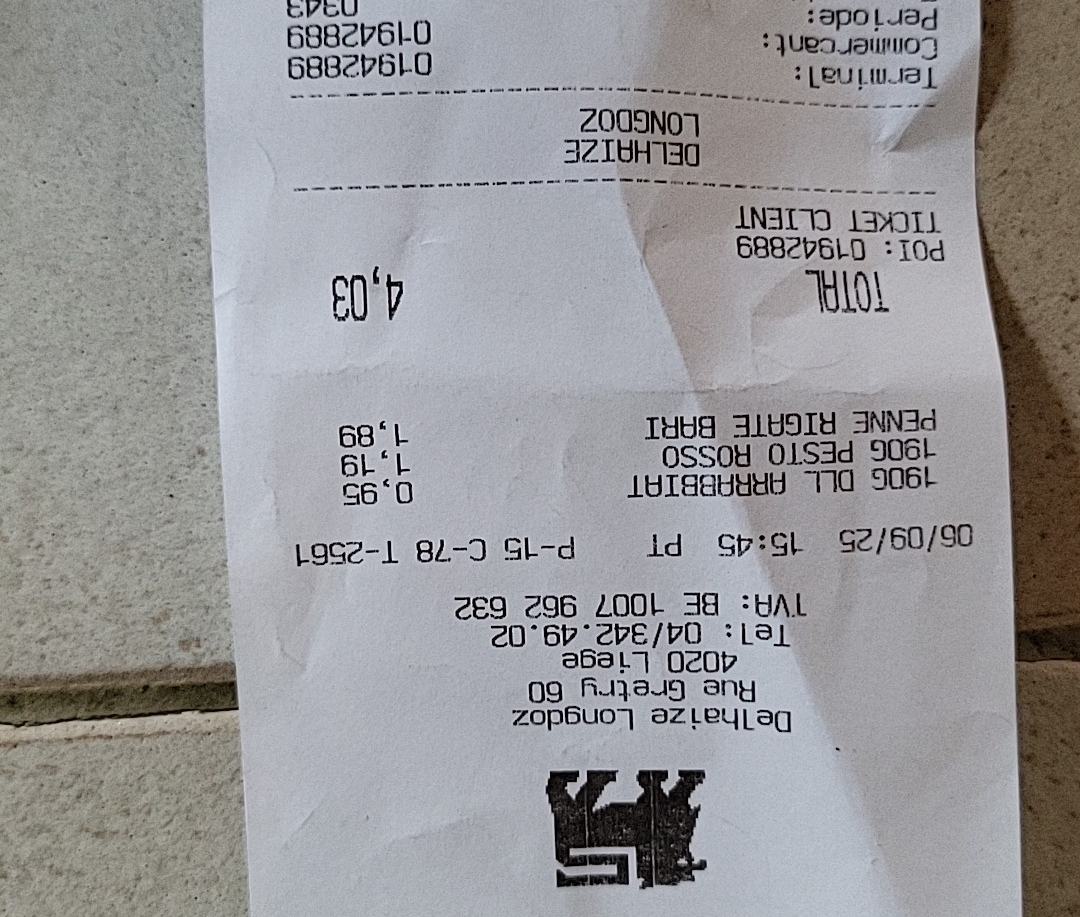 Delhaize Longdoz
Rue Gretry 60
4020 Liege
Tel: 04/342.49.02
TVA: BE 1007 962 632
06/09/25 15:45 PT P-15 C-78 T-2561
190G DLL ARRABBIAT 0,95
190G PESTO ROSSO 1,19
PENNE RIGATE BARI 1,89
TOTAL 4,03
POI: 01942889
TICKET CLIENT
DELHAIZE
LONGDOZ
Terminal: 01942889
Commercant: 01942889
Periode: 0343